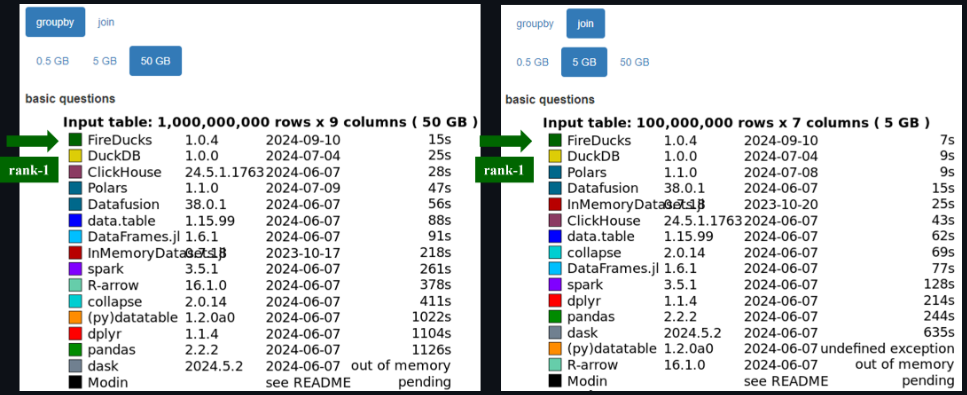 groupby join
0.5 GB 5 GB 50 GB
basic questions
Input table: 1,000,000,000 rows x 9 columns ( 50 GB )
FireDucks 1.0.4 2024-09-10 15s
rank-1
DuckDB 1.0.0 2024-07-04 25s
ClickHouse 24.5.1.1763 2024-06-07 28s
Polars 1.1.0 2024-07-09 47s
Datafusion 38.0.1 2024-06-07 56s
data.table 1.15.99 2024-06-07 88s
DataFrames.jl 1.6.1 2024-06-07 91s
InMemoryDatasets.jl 2023-10-17 218s
spark 3.5.1 2024-06-07 261s
R-arrow 16.1.0 2024-06-07 378s
collapse 2.0.14 2024-06-07 411s
(py)datatable 1.2.0a0 2024-06-07 1022s
dplyr 1.1.4 2024-06-07 1104s
pandas 2.2.2 2024-06-07 1126s
dask 2024.5.2 2024-06-07 out of memory
Modin see README pending
groupby join
0.5 GB 5 GB 50 GB
basic questions
Input table: 100,000,000 rows x 7 columns ( 5 GB )
FireDucks 1.0.4 2024-09-10 7s
rank-1
DuckDB 1.0.0 2024-07-04 9s
Polars 1.1.0 2024-07-08 9s
Datafusion 38.0.1 2024-06-07 15s
InMemoryDatasets.jl 2023-10-20 25s
ClickHouse 24.5.1.1763 2024-06-07 43s
data.table 1.15.99 2024-06-07 62s
collapse 2.0.14 2024-06-07 69s
DataFrames.jl 1.6.1 2024-06-07 77s
spark 3.5.1 2024-06-07 128s
dplyr 1.1.4 2024-06-07 214s
pandas 2.2.2 2024-06-07 244s
dask 2024.5.2 2024-06-07 635s
(py)datatable 1.2.0a0 2024-06-07 undefined exception
R-arrow 16.1.0 2024-06-07 out of memory
Modin see README pending